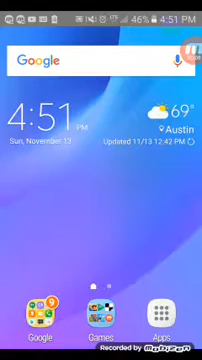 46% 4:51 PM
Google
4:51 PM
69°
Austin
Sun, November 13
Updated 11/13 12:42 PM
9
Google
Games
Apps
Recorded by Mobizen